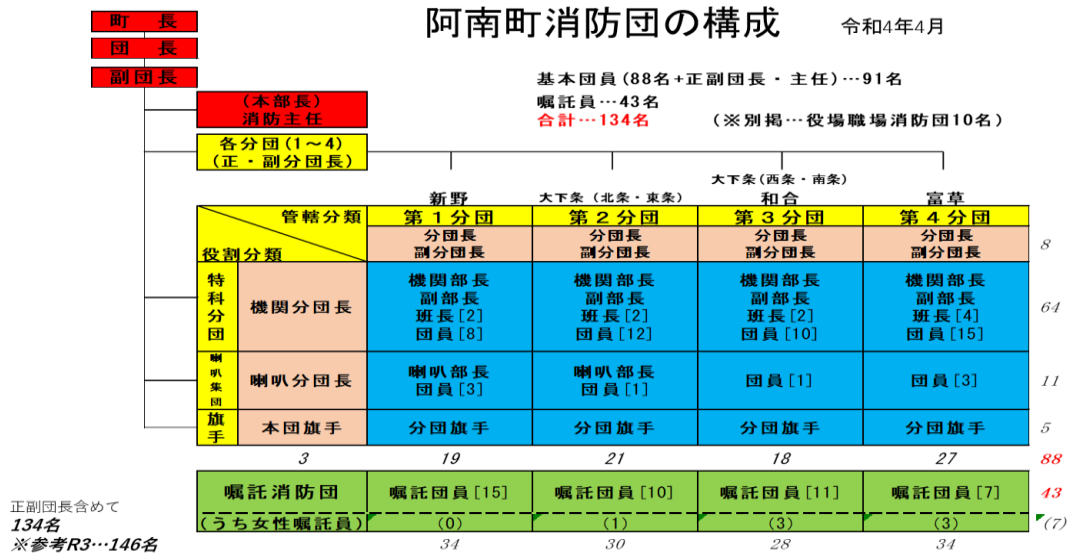 阿南町消防団の構成
令和4年4月
町　長
団　長
副団長
基本団員(88名+正副団長・主任)…91名
嘱託員…43名
合計…134名
(※別掲…役場職場消防団10名)
(本部長)
消防主任
各分団(1～4)
(正・副分団長)
新野
大下条(北条・東条)
大下条(西条・南条)
和合
富草
管轄分類
役割分類
第１分団
第２分団
第３分団
第４分団
分団長
副分団長
分団長
副分団長
分団長
副分団長
分団長
副分団長
8
特科分団
機関分団長
機関部長
副部長
班長[2]
団員[8]
機関部長
副部長
班長[2]
団員[12]
機関部長
副部長
班長[2]
団員[10]
機関部長
副部長
班長[4]
団員[15]
64
喇叭集団
喇叭分団長
喇叭部長
団員[3]
喇叭部長
団員[1]
団員[1]
団員[3]
11
旗手
本団旗手
分団旗手
分団旗手
分団旗手
分団旗手
5
3
19
21
18
27
88
嘱託消防団
嘱託団員[15]
嘱託団員[10]
嘱託団員[11]
嘱託団員[7]
43
(うち女性嘱託員)
(0)
(1)
(3)
(3)
(7)
34
30
28
34
正副団長含めて
134名
※参考R3…146名